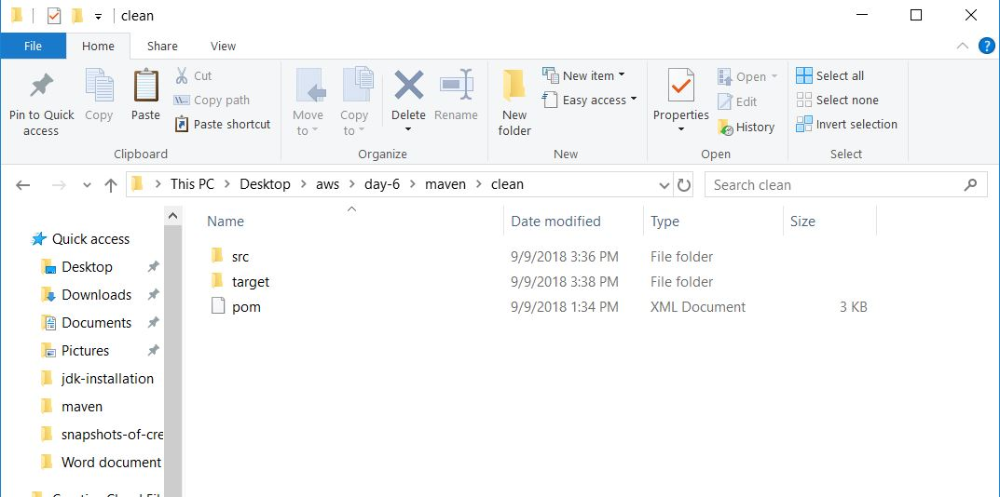 clean
File Home Share View
Pin to Quick access
Copy
Paste
Cut
Copy path
Paste shortcut
Clipboard
Move to
Copy to
Delete
Rename
Organize
New folder
New item
Easy access
New
Properties
Open
Edit
History
Open
Select all
Select none
Invert selection
Select
This PC > Desktop > aws > day-6 > maven > clean
Search clean
Quick access
Desktop
Downloads
Documents
Pictures
jdk-installation
maven
snapshots-of-cre
Word document
Name Date modified Type Size
src 9/9/2018 3:36 PM File folder
target 9/9/2018 3:38 PM File folder
pom 9/9/2018 1:34 PM XML Document 3 KB